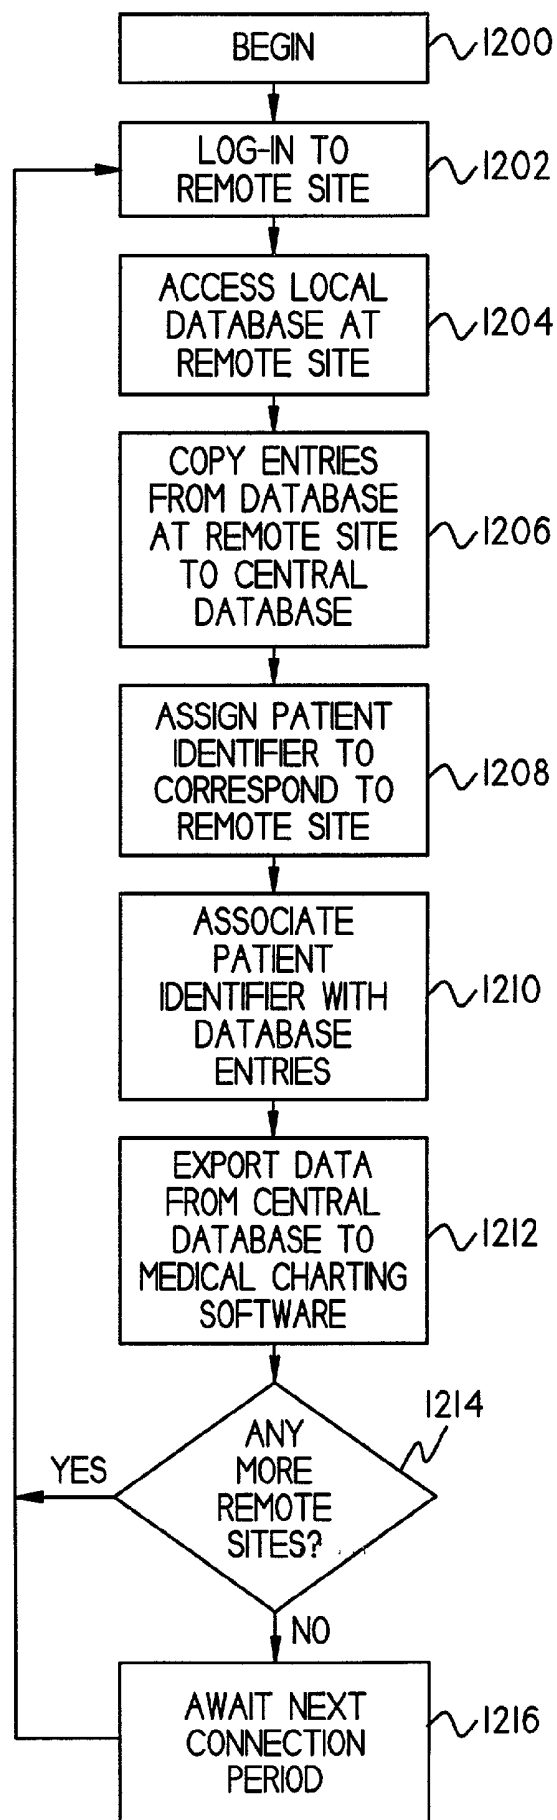 BEGIN
1200
LOG-IN TO
REMOTE SITE
1202
ACCESS LOCAL
DATABASE AT
REMOTE SITE
1204
COPY ENTRIES
FROM DATABASE
AT REMOTE SITE
TO CENTRAL
DATABASE
1206
ASSIGN PATIENT
IDENTIFIER TO
CORRESPOND TO
REMOTE SITE
1208
ASSOCIATE
PATIENT
IDENTIFIER WITH
DATABASE
ENTRIES
1210
EXPORT DATA
FROM CENTRAL
DATABASE TO
MEDICAL CHARTING
SOFTWARE
1212
1214
ANY
MORE
REMOTE
SITES?
YES
NO
AWAIT NEXT
CONNECTION
PERIOD
1216